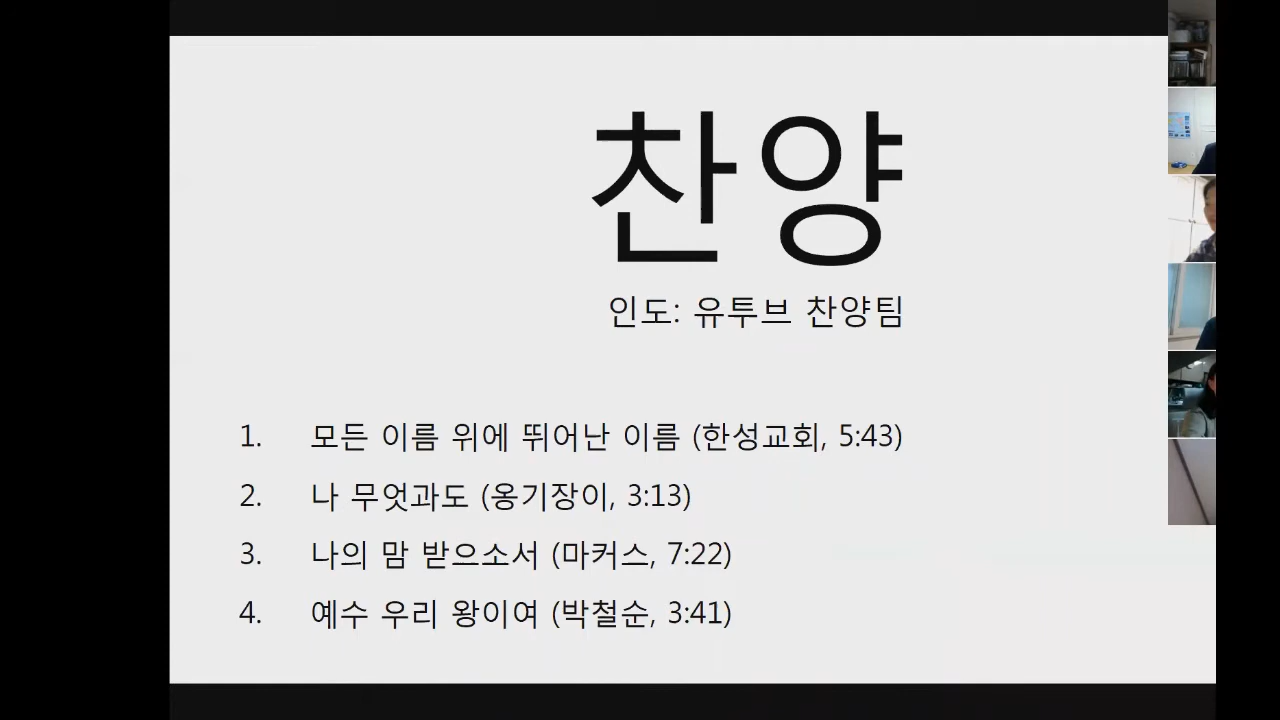 찬양
인도: 유투브 찬양팀
1. 모든 이름 위에 뛰어난 이름 (한성교회, 5:43)
2. 나 무엇과도 (옹기장이, 3:13)
3. 나의 맘 받으소서 (마커스, 7:22)
4. 예수 우리 왕이여 (박철순, 3:41)